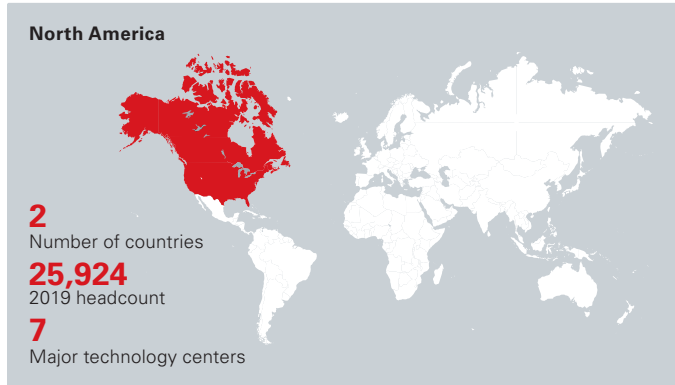 North America
2
Number of countries
25,924
2019 headcount
7
Major technology centers